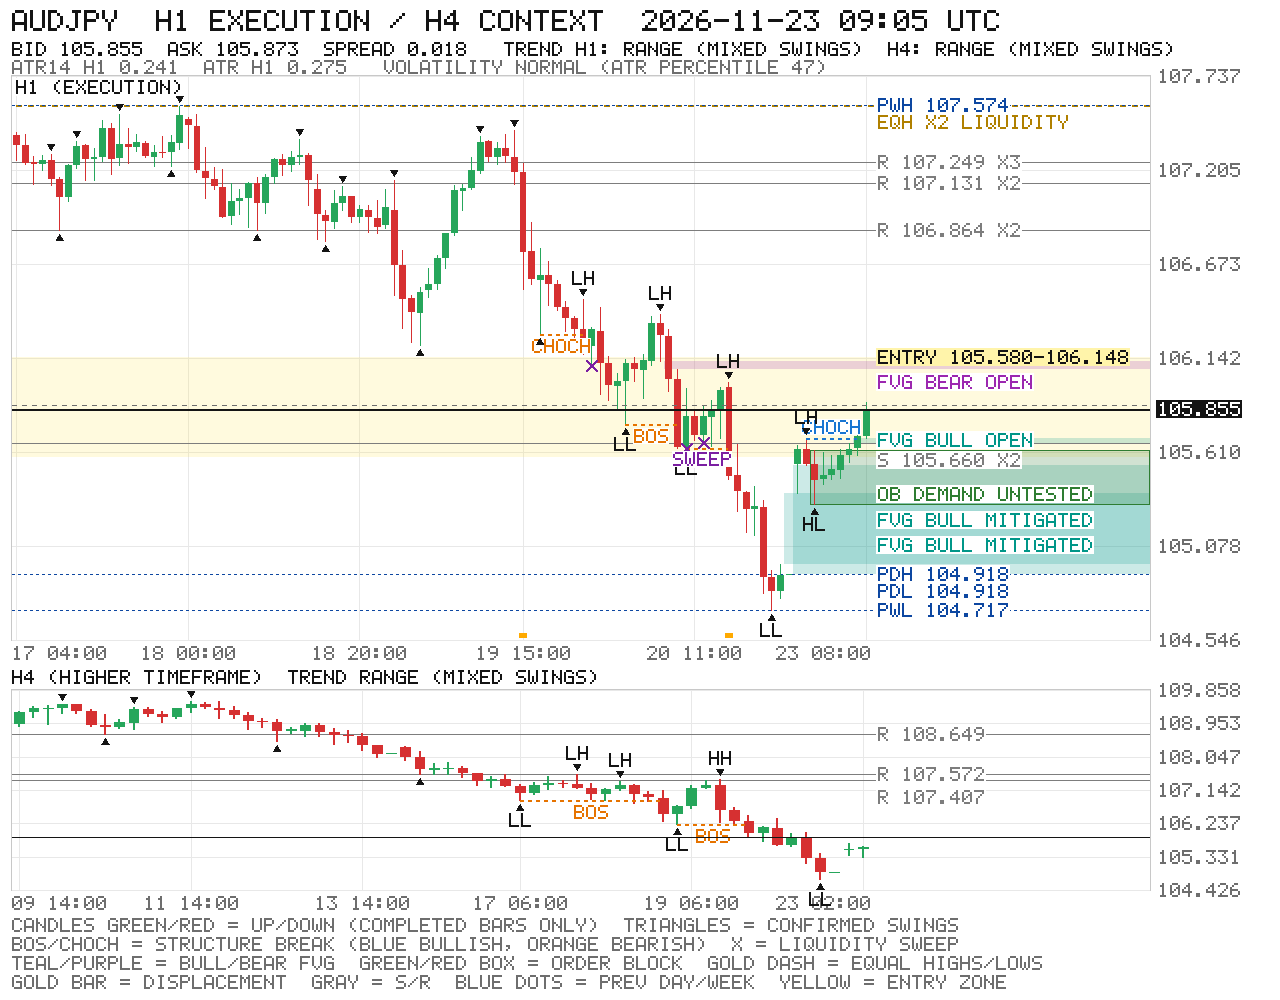 AUDJPY  H1 EXECUTION / H4 CONTEXT  2026-11-23 09:05 UTC
BID 105.855  ASK 105.873  SPREAD 0.018   TREND H1: RANGE (MIXED SWINGS)  H4: RANGE (MIXED SWINGS)
ATR14 H1 0.241  ATR H1 0.275   VOLATILITY NORMAL (ATR PERCENTILE 47)
H1 (EXECUTION)
107.737
PWH 107.574
EQH X2 LIQUIDITY
R 107.249 X3
107.205
R 107.131 X2
R 106.864 X2
106.673
LH
LH
CHOCH
LH
ENTRY 105.580-106.148
106.142
FVG BEAR OPEN
105.855
LH
CHOCH
LL
BOS
FVG BULL OPEN
105.610
SWEEP
S 105.660 X2
LL
OB DEMAND UNTESTED
HL
FVG BULL MITIGATED
FVG BULL MITIGATED
105.078
PDH 104.918
PDL 104.918
PWL 104.717
LL
104.546
17 04:00  18 00:00  18 20:00  19 15:00  20 11:00  23 08:00
H4 (HIGHER TIMEFRAME)  TREND RANGE (MIXED SWINGS)
109.858
108.953
R 108.649
LH
LH
HH
108.047
R 107.572
107.142
R 107.407
LL
BOS
106.237
LL
BOS
105.331
104.426
LL
09 14:00  11 14:00  13 14:00  17 06:00  19 06:00  23 02:00
CANDLES GREEN/RED = UP/DOWN (COMPLETED BARS ONLY)  TRIANGLES = CONFIRMED SWINGS
BOS/CHOCH = STRUCTURE BREAK (BLUE BULLISH, ORANGE BEARISH)  X = LIQUIDITY SWEEP
TEAL/PURPLE = BULL/BEAR FVG  GREEN/RED BOX = ORDER BLOCK  GOLD DASH = EQUAL HIGHS/LOWS
GOLD BAR = DISPLACEMENT  GRAY = S/R  BLUE DOTS = PREV DAY/WEEK  YELLOW = ENTRY ZONE